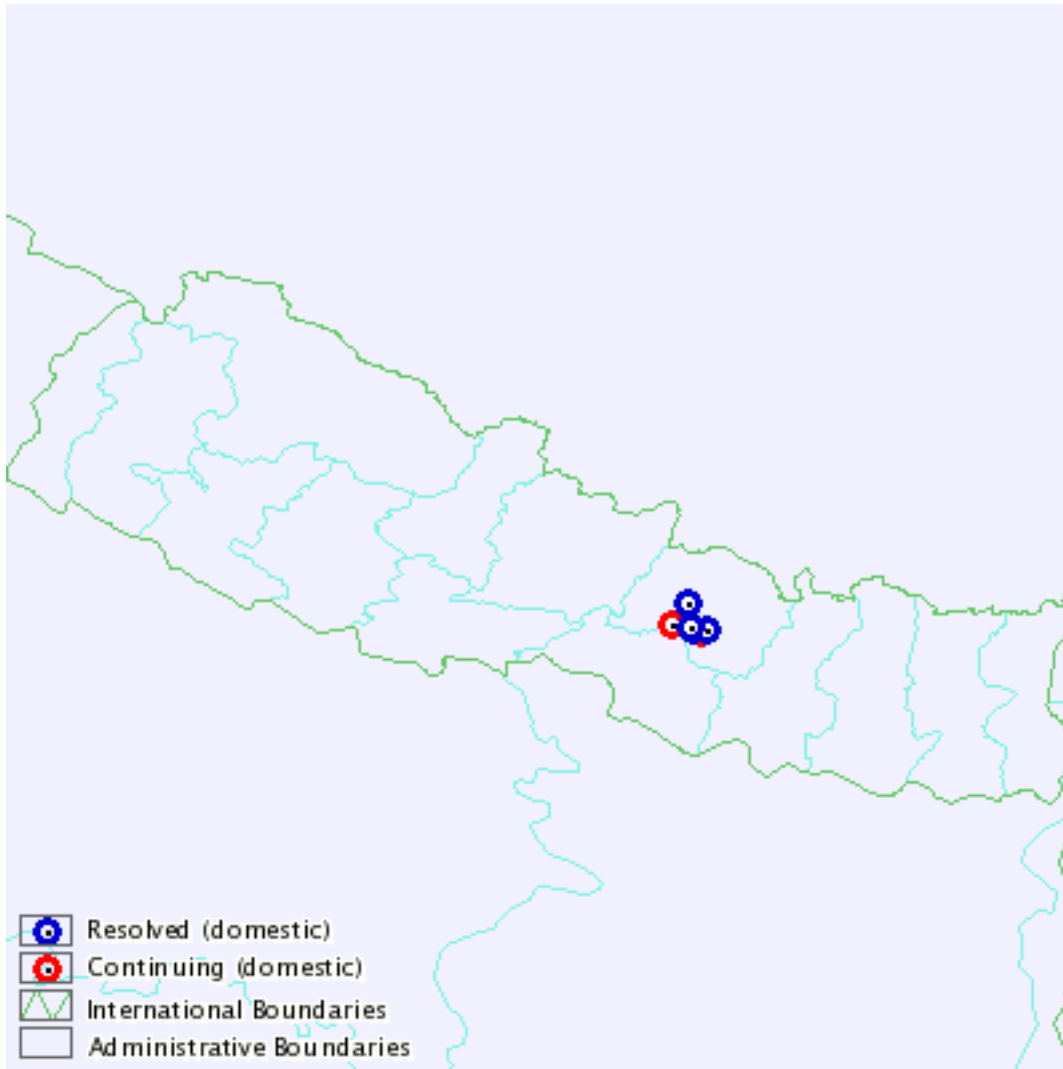 Resolved (domestic)
Continuing (domestic)
International Boundaries
Administrative Boundaries